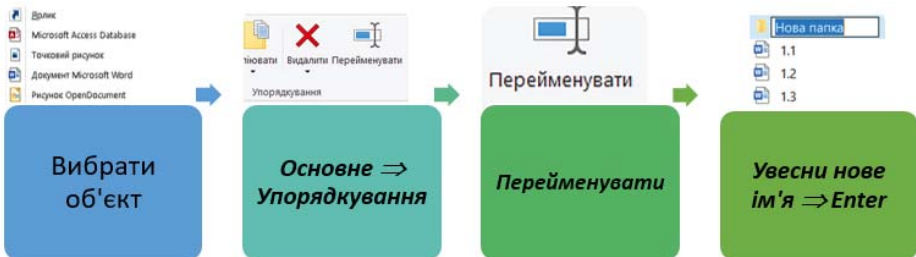 Ярлик
Microsoft Access Database
Точковий рисунок
Документ Microsoft Word
Рисунок OpenDocument
Вибрати
об'єкт
піювати Видалити Перейменувати
Упорядкування
Основне ⇒
Упорядкування
Перейменувати
Перейменувати
Нова папка
1.1
1.2
1.3
Увесни нове
ім'я ⇒ Enter